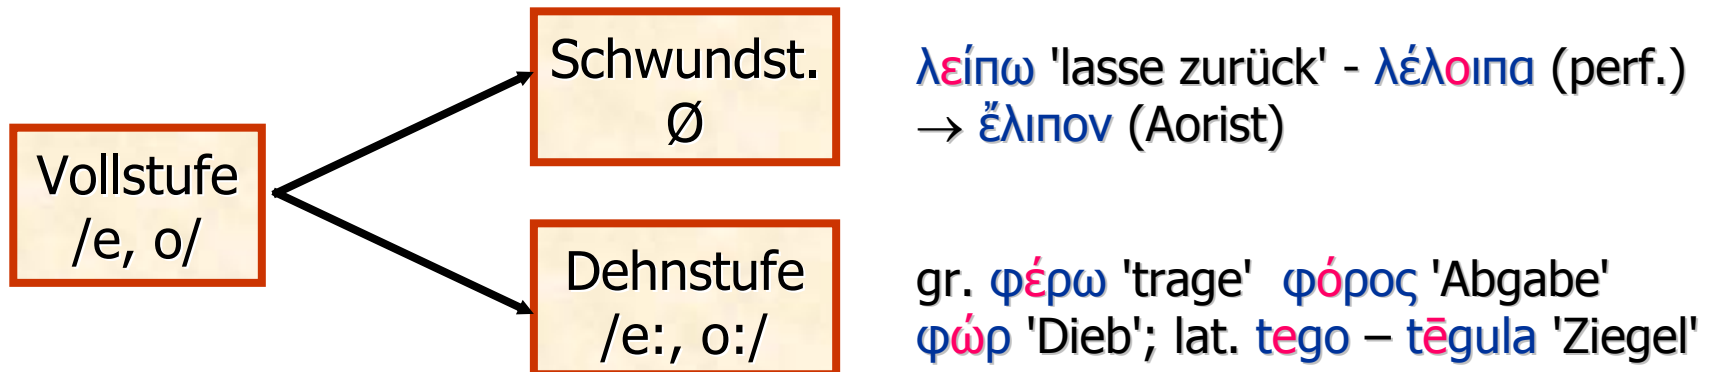 Vollstufe
/e, o/
Schwundst.
Ø
Dehnstufe
/e:, o:/
λείπω 'lasse zurück' - λέλοιπα (perf.)
→ ἔλιπον (Aorist)
gr. φέρω 'trage' φόρος 'Abgabe'
φώρ 'Dieb'; lat. tego – tēgula 'Ziegel'